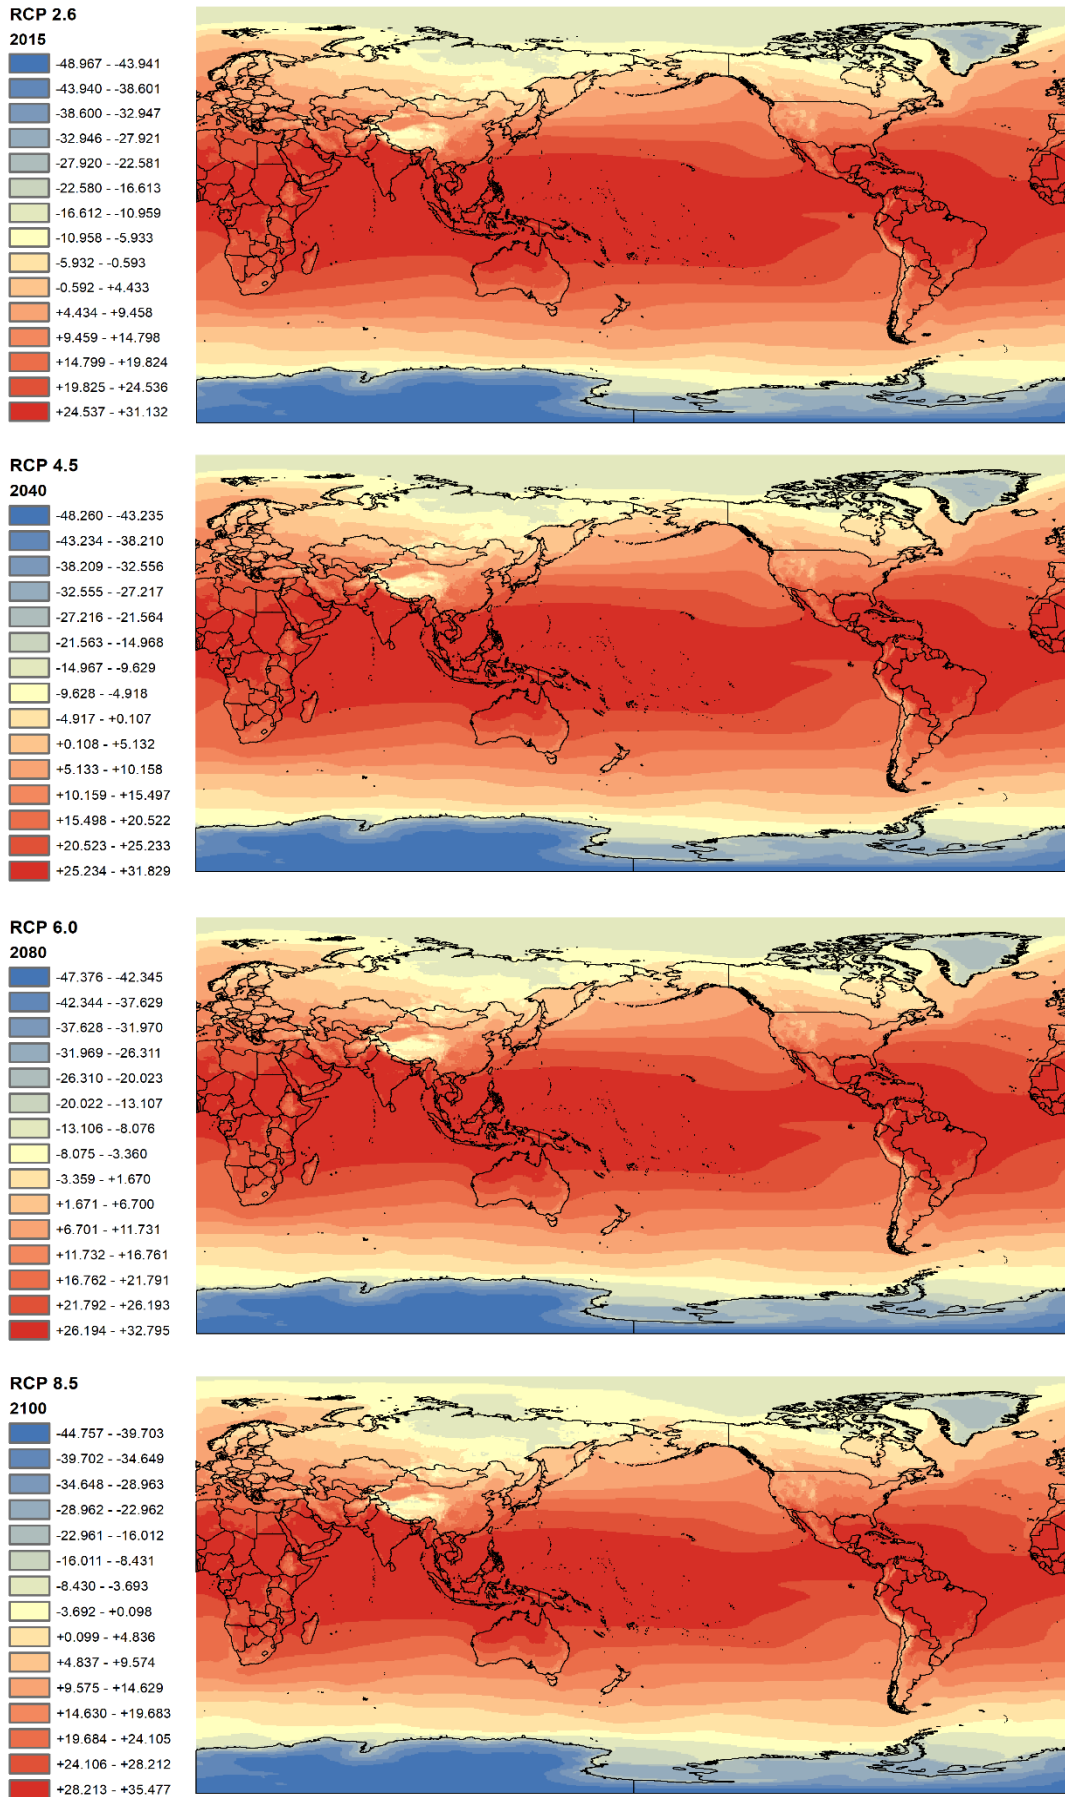 RCP 2.6
2015
-48.967 - -43.941
-43.940 - -38.601
-38.600 - -32.947
-32.946 - -27.921
-27.920 - -22.581
-22.580 - -16.613
-16.612 - -10.959
-10.958 - -5.933
-5.932 - -0.593
-0.592 - +4.433
+4.434 - +9.458
+9.459 - +14.798
+14.799 - +19.824
+19.825 - +24.536
+24.537 - +31.132
RCP 4.5
2040
-48.260 - -43.235
-43.234 - -38.210
-38.209 - -32.556
-32.555 - -27.217
-27.216 - -21.564
-21.563 - -14.968
-14.967 - -9.629
-9.628 - -4.918
-4.917 - +0.107
+0.108 - +5.132
+5.133 - +10.158
+10.159 - +15.497
+15.498 - +20.522
+20.523 - +25.233
+25.234 - +31.829
RCP 6.0
2080
-47.376 - -42.345
-42.344 - -37.629
-37.628 - -31.970
-31.969 - -26.311
-26.310 - -20.023
-20.022 - -13.107
-13.106 - -8.076
-8.075 - -3.360
-3.359 - +1.670
+1.671 - +6.700
+6.701 - +11.731
+11.732 - +16.761
+16.762 - +21.791
+21.792 - +26.193
+26.194 - +32.795
RCP 8.5
2100
-44.757 - -39.703
-39.702 - -34.649
-34.648 - -28.963
-28.962 - -22.962
-22.961 - -16.012
-16.011 - -8.431
-8.430 - -3.693
-3.692 - +0.098
+0.099 - +4.836
+4.837 - +9.574
+9.575 - +14.629
+14.630 - +19.683
+19.684 - +24.105
+24.106 - +28.212
+28.213 - +35.477